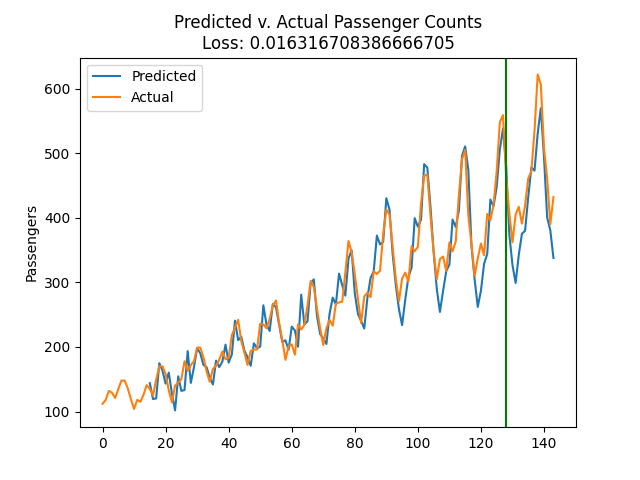 Predicted v. Actual Passenger Counts
Loss: 0.016316708386666705
Predicted
Actual
600
500
400
300
200
100
Passengers
0 20 40 60 80 100 120 140